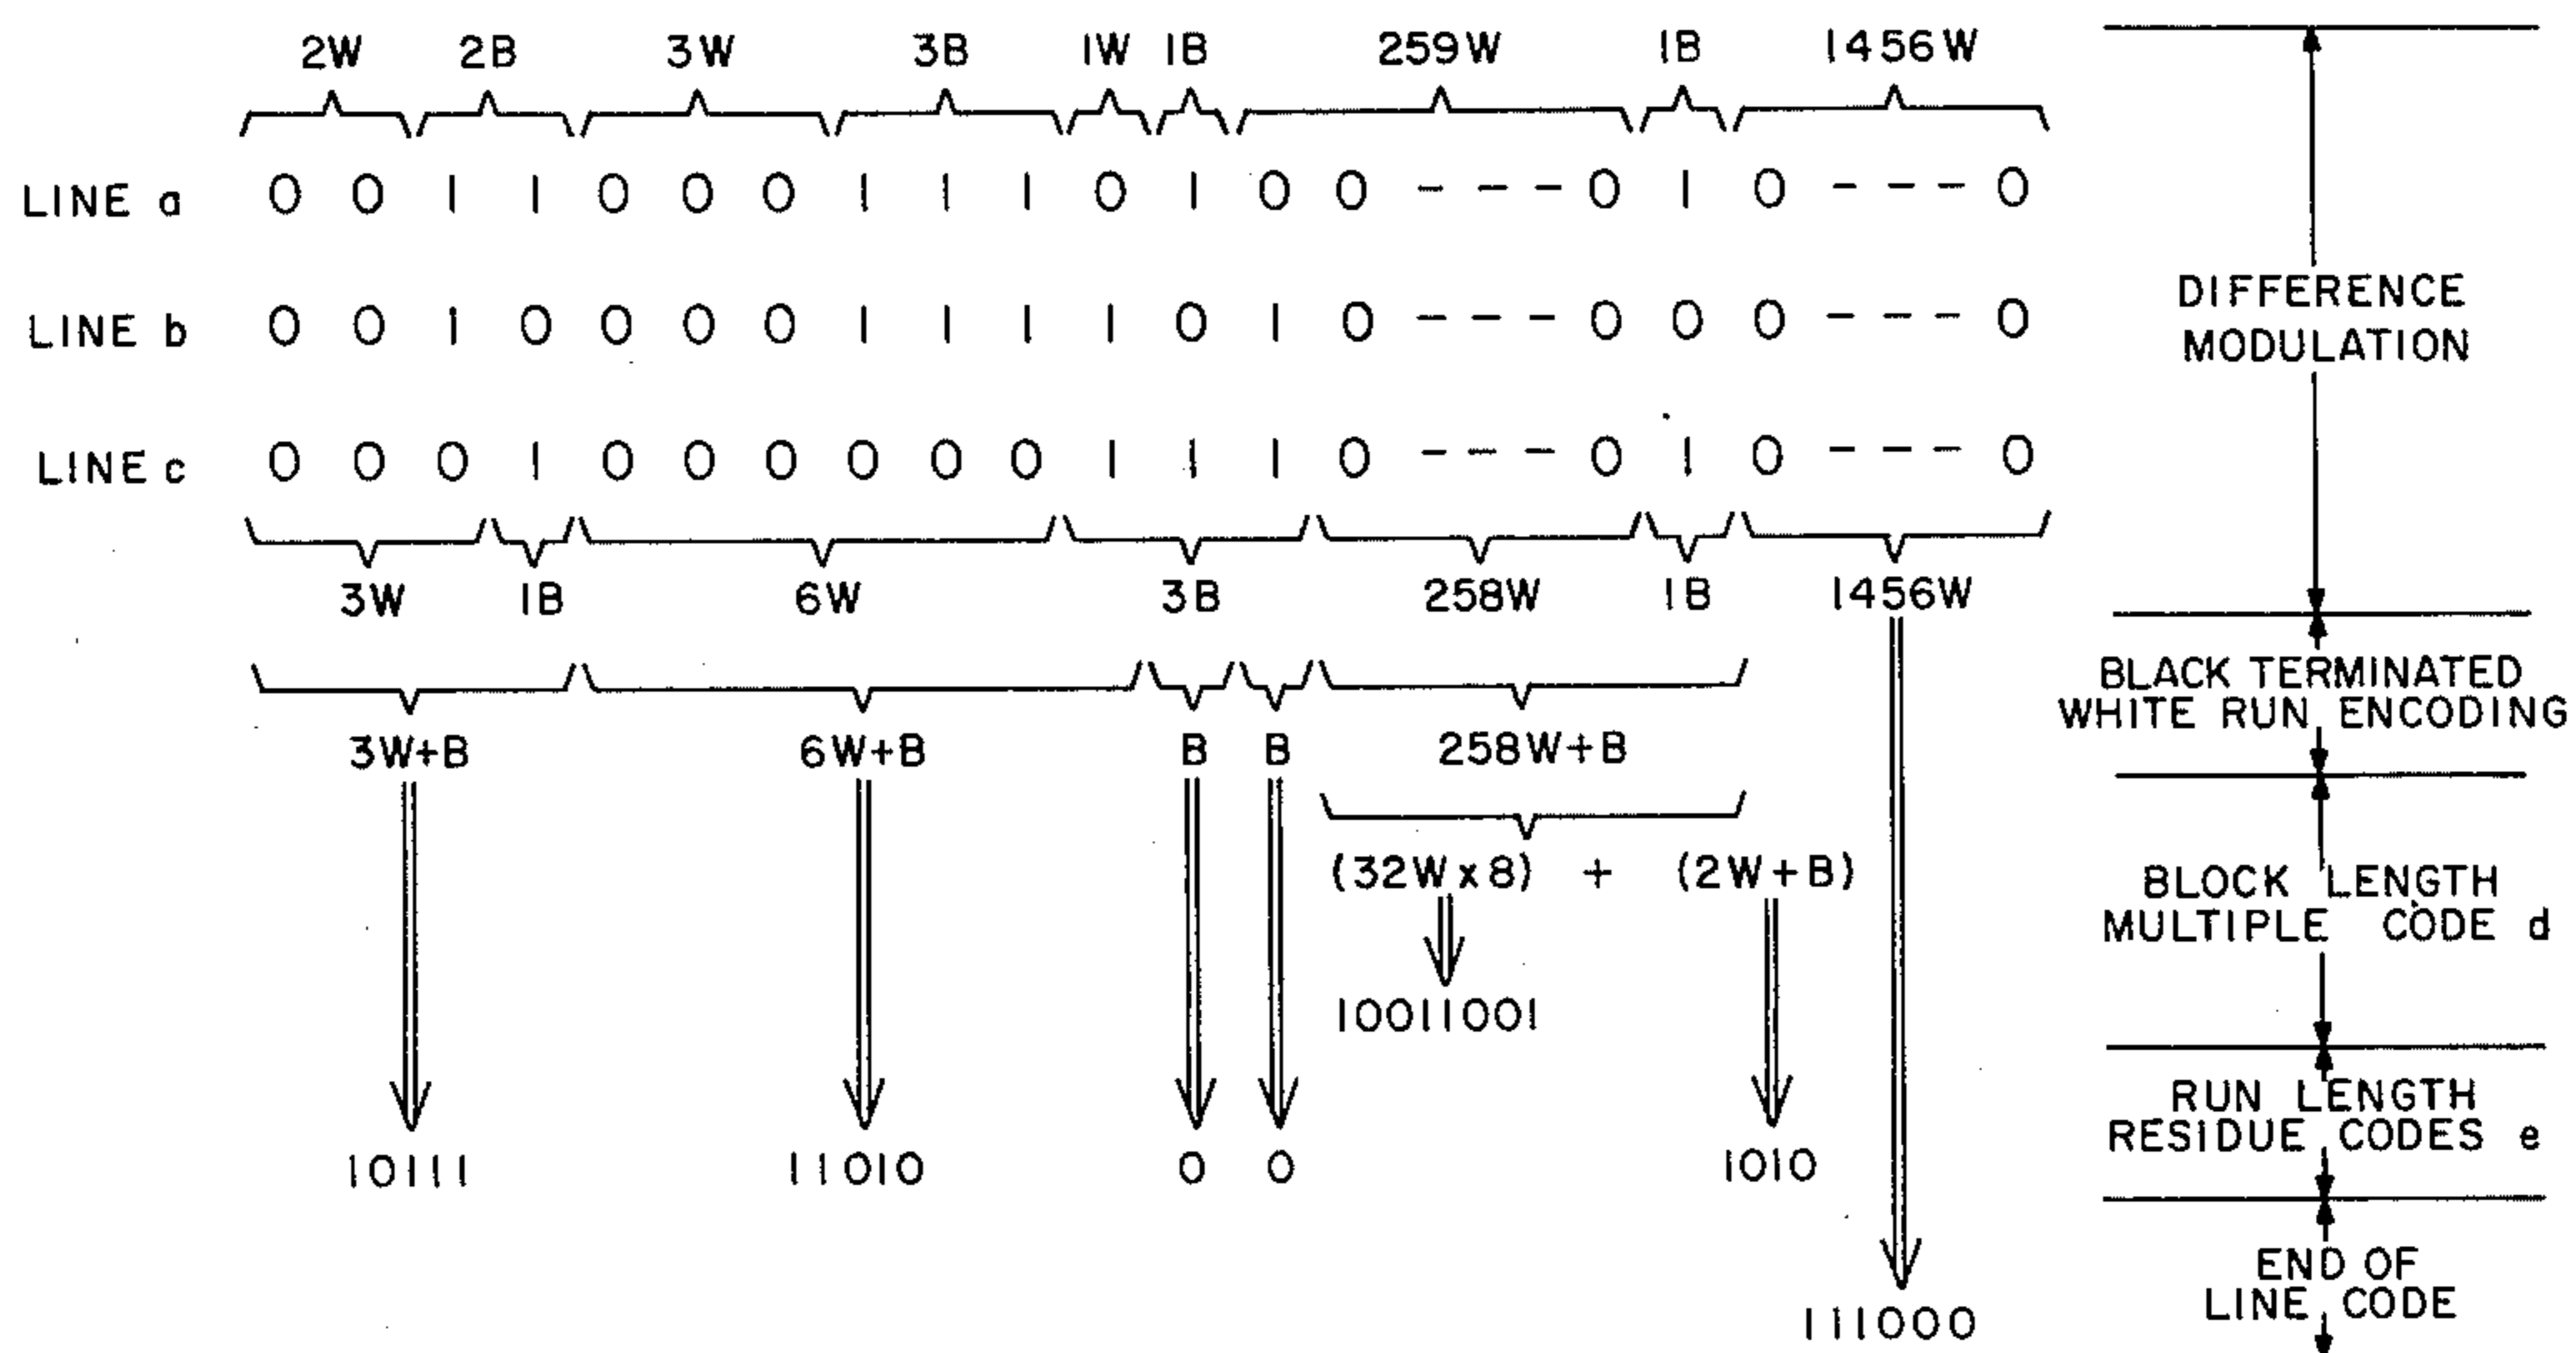 2W 2B 3W 3B 1W 1B 259W 1B 1456W
LINE a 0 0 1 1 0 0 0 1 1 1 0 1 0 0 - - - 0 1 0 - - - 0
LINE b 0 0 1 0 0 0 0 1 1 1 1 0 1 0 - - - 0 0 0 - - - 0
LINE c 0 0 0 1 0 0 0 0 0 0 1 1 1 0 - - - 0 1 0 - - - 0
DIFFERENCE
MODULATION
3W 1B 6W 3B 258W 1B 1456W
3W+B 6W+B B B 258W+B
BLACK TERMINATED
WHITE RUN ENCODING
(32W x 8) + (2W+B)
10011001
BLOCK LENGTH
MULTIPLE CODE d
10111 11010 0 0 1010
RUN LENGTH
RESIDUE CODES e
111000
END OF
LINE CODE